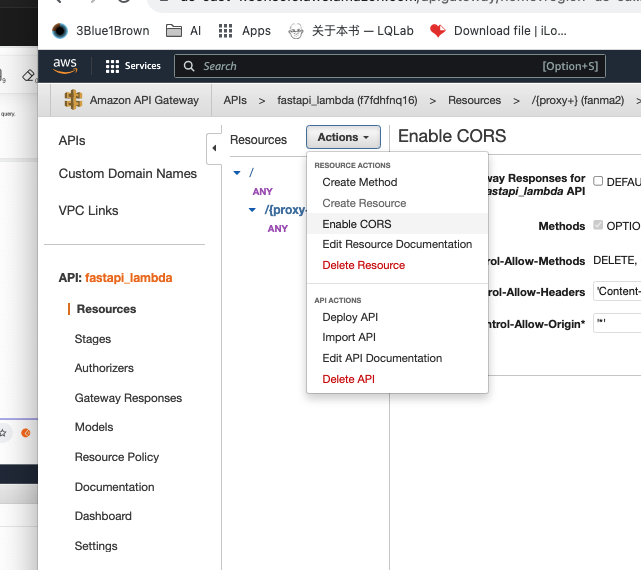 3Blue1Brown
AI
Apps
关于本书 — LQLab
Download file | iLo...
aws
Services
Search
[Option+S]
query.
Amazon API Gateway
APIs > fastapi_lambda (f7fdhfnq16) > Resources > /{proxy+} (fanma2)
APIs
Custom Domain Names
VPC Links
API: fastapi_lambda
Resources
Stages
Authorizers
Gateway Responses
Models
Resource Policy
Documentation
Dashboard
Settings
Resources
Actions
/
ANY
/{proxy
ANY
RESOURCE ACTIONS
Create Method
Create Resource
Enable CORS
Edit Resource Documentation
Delete Resource
API ACTIONS
Deploy API
Import API
Edit API Documentation
Delete API
Enable CORS
way Responses for
astapi_lambda API
DEFAU
Methods
OPTIO
rol-Allow-Methods
DELETE,
rol-Allow-Headers
'Content-
ntrol-Allow-Origin*
'*'